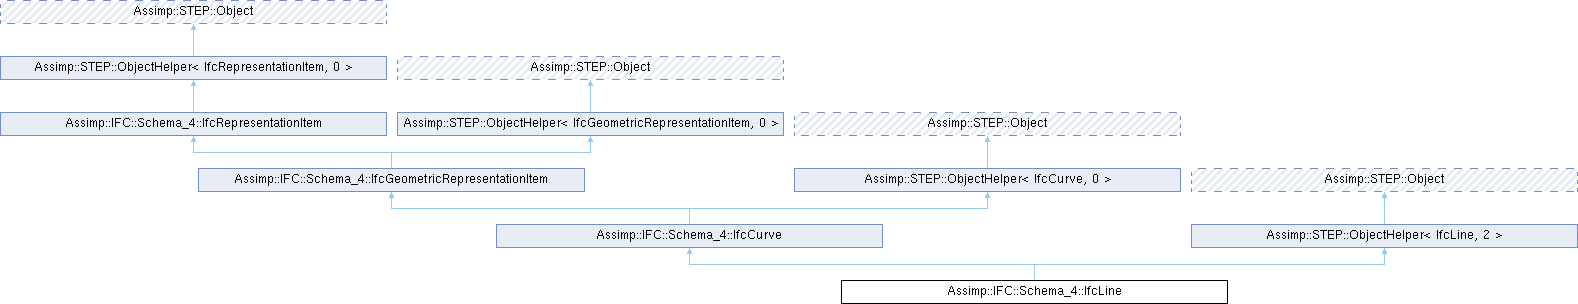 Assimp::STEP::Object
Assimp::STEP::ObjectHelper< IfcRepresentationItem, 0 >
Assimp::STEP::Object
Assimp::IFC::Schema_4::IfcRepresentationItem
Assimp::STEP::ObjectHelper< IfcGeometricRepresentationItem, 0 >
Assimp::STEP::Object
Assimp::IFC::Schema_4::IfcGeometricRepresentationItem
Assimp::STEP::ObjectHelper< IfcCurve, 0 >
Assimp::STEP::Object
Assimp::IFC::Schema_4::IfcCurve
Assimp::STEP::ObjectHelper< IfcLine, 2 >
Assimp::IFC::Schema_4::IfcLine